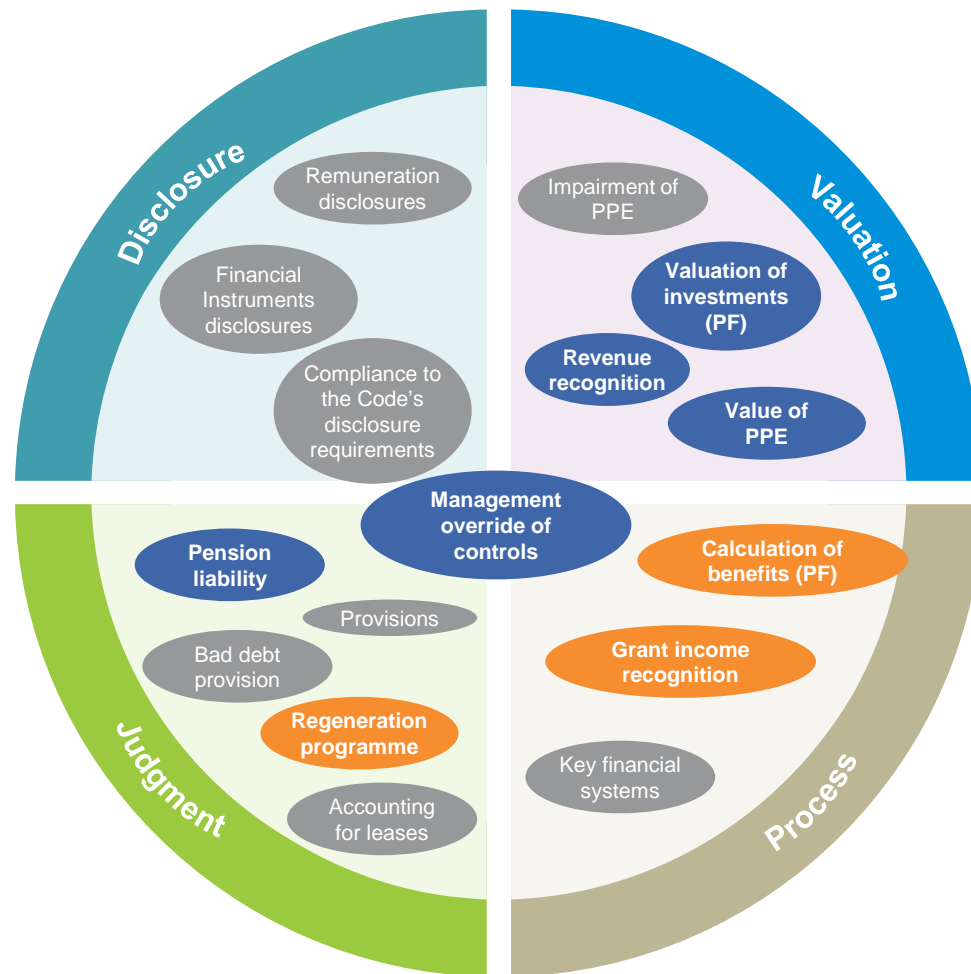 Disclosure
Remuneration
disclosures
Financial
Instruments
disclosures
Compliance to
the Code's
disclosure
requirements
Valuation
Impairment of
PPE
Valuation of
investments
(PF)
Revenue
recognition
Value of
PPE
Management
override of
controls
Judgment
Pension
liability
Provisions
Bad debt
provision
Regeneration
programme
Accounting
for leases
Process
Calculation of
benefits (PF)
Grant income
recognition
Key financial
systems